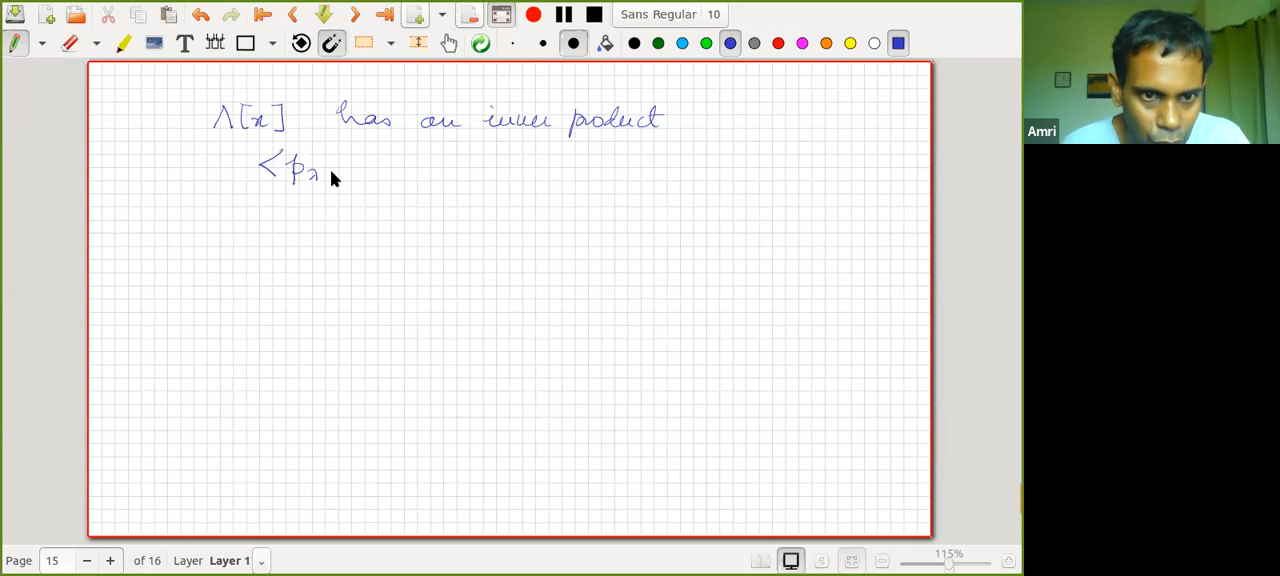 Sans Regular 10
Λ[x] has an inner product
<p_λ
Amri
Page 15 of 16 Layer Layer 1 115%